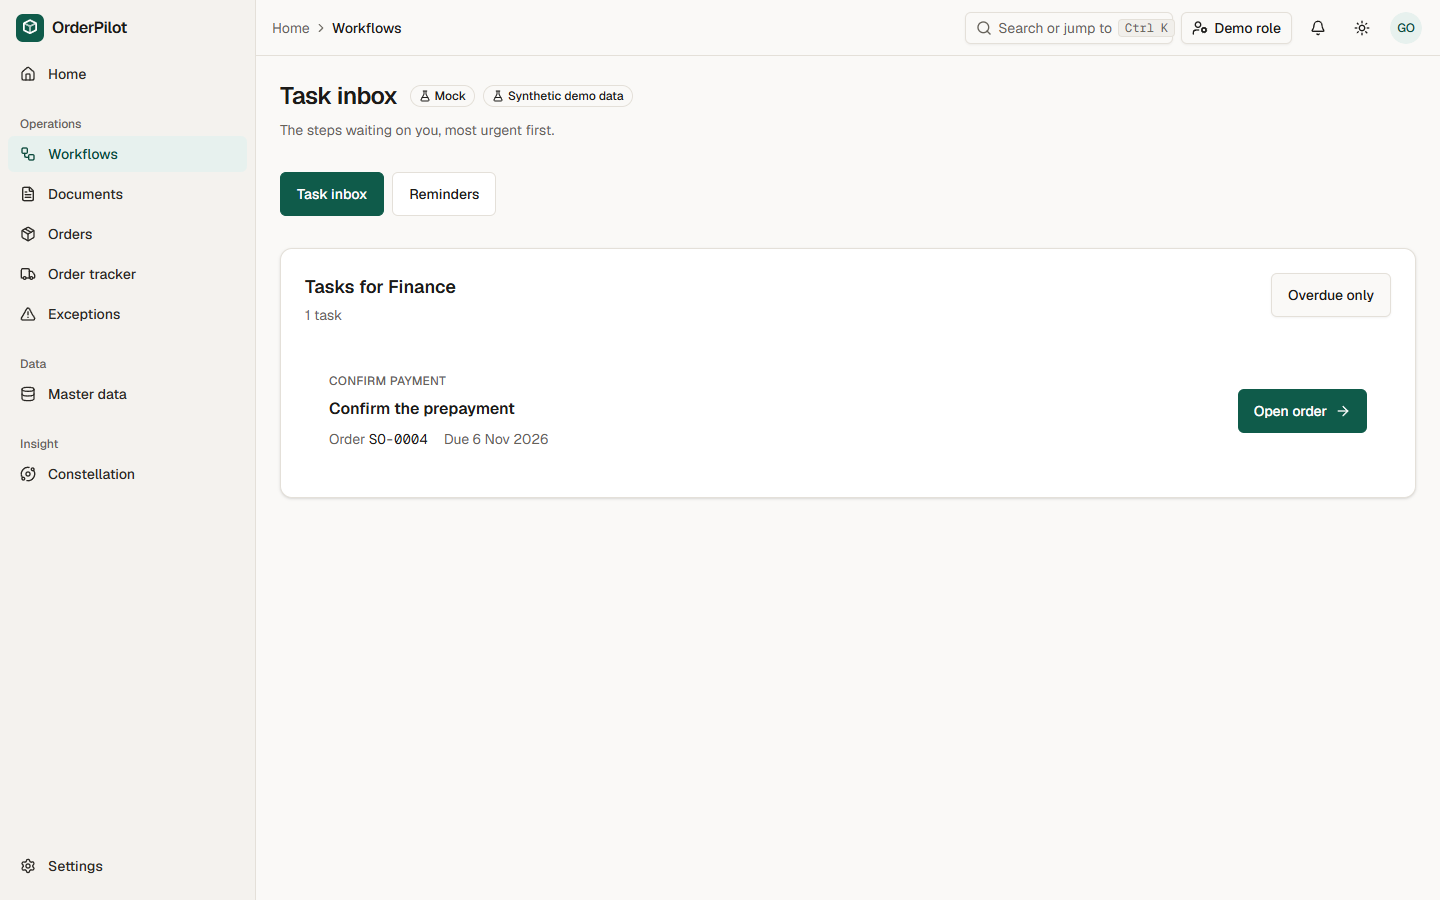 OrderPilot
Home
Operations
Workflows
Documents
Orders
Order tracker
Exceptions
Data
Master data
Insight
Constellation
Settings
Home > Workflows
Search or jump to Ctrl K
Demo role
GO
Task inbox
Mock
Synthetic demo data
The steps waiting on you, most urgent first.
Task inbox
Reminders
Tasks for Finance
1 task
Overdue only
CONFIRM PAYMENT
Confirm the prepayment
Order SO-0004 Due 6 Nov 2026
Open order